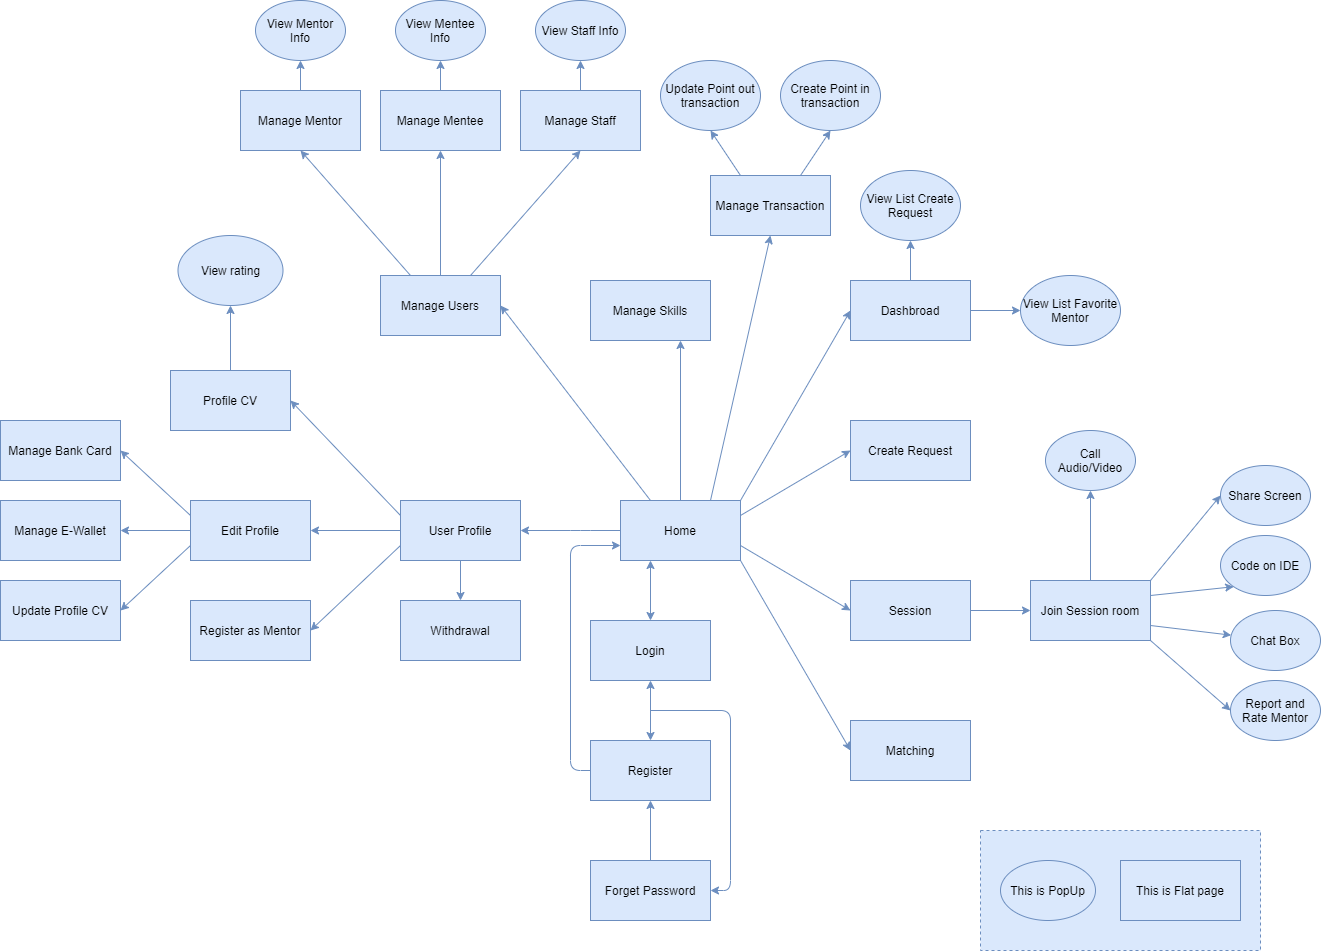 View Mentor
Info
View Mentee
Info
View Staff Info
Update Point out
transaction
Create Point in
transaction
Manage Mentor
Manage Mentee
Manage Staff
Manage Transaction
View List Create
Request
View rating
Manage Users
Manage Skills
Dashbroad
View List Favorite
Mentor
Profile CV
Manage Bank Card
Create Request
Call
Audio/Video
Share Screen
Manage E-Wallet
Edit Profile
User Profile
Home
Code on IDE
Update Profile CV
Register as Mentor
Withdrawal
Login
Session
Join Session room
Chat Box
Report and
Rate Mentor
Register
Matching
Forget Password
This is PopUp
This is Flat page